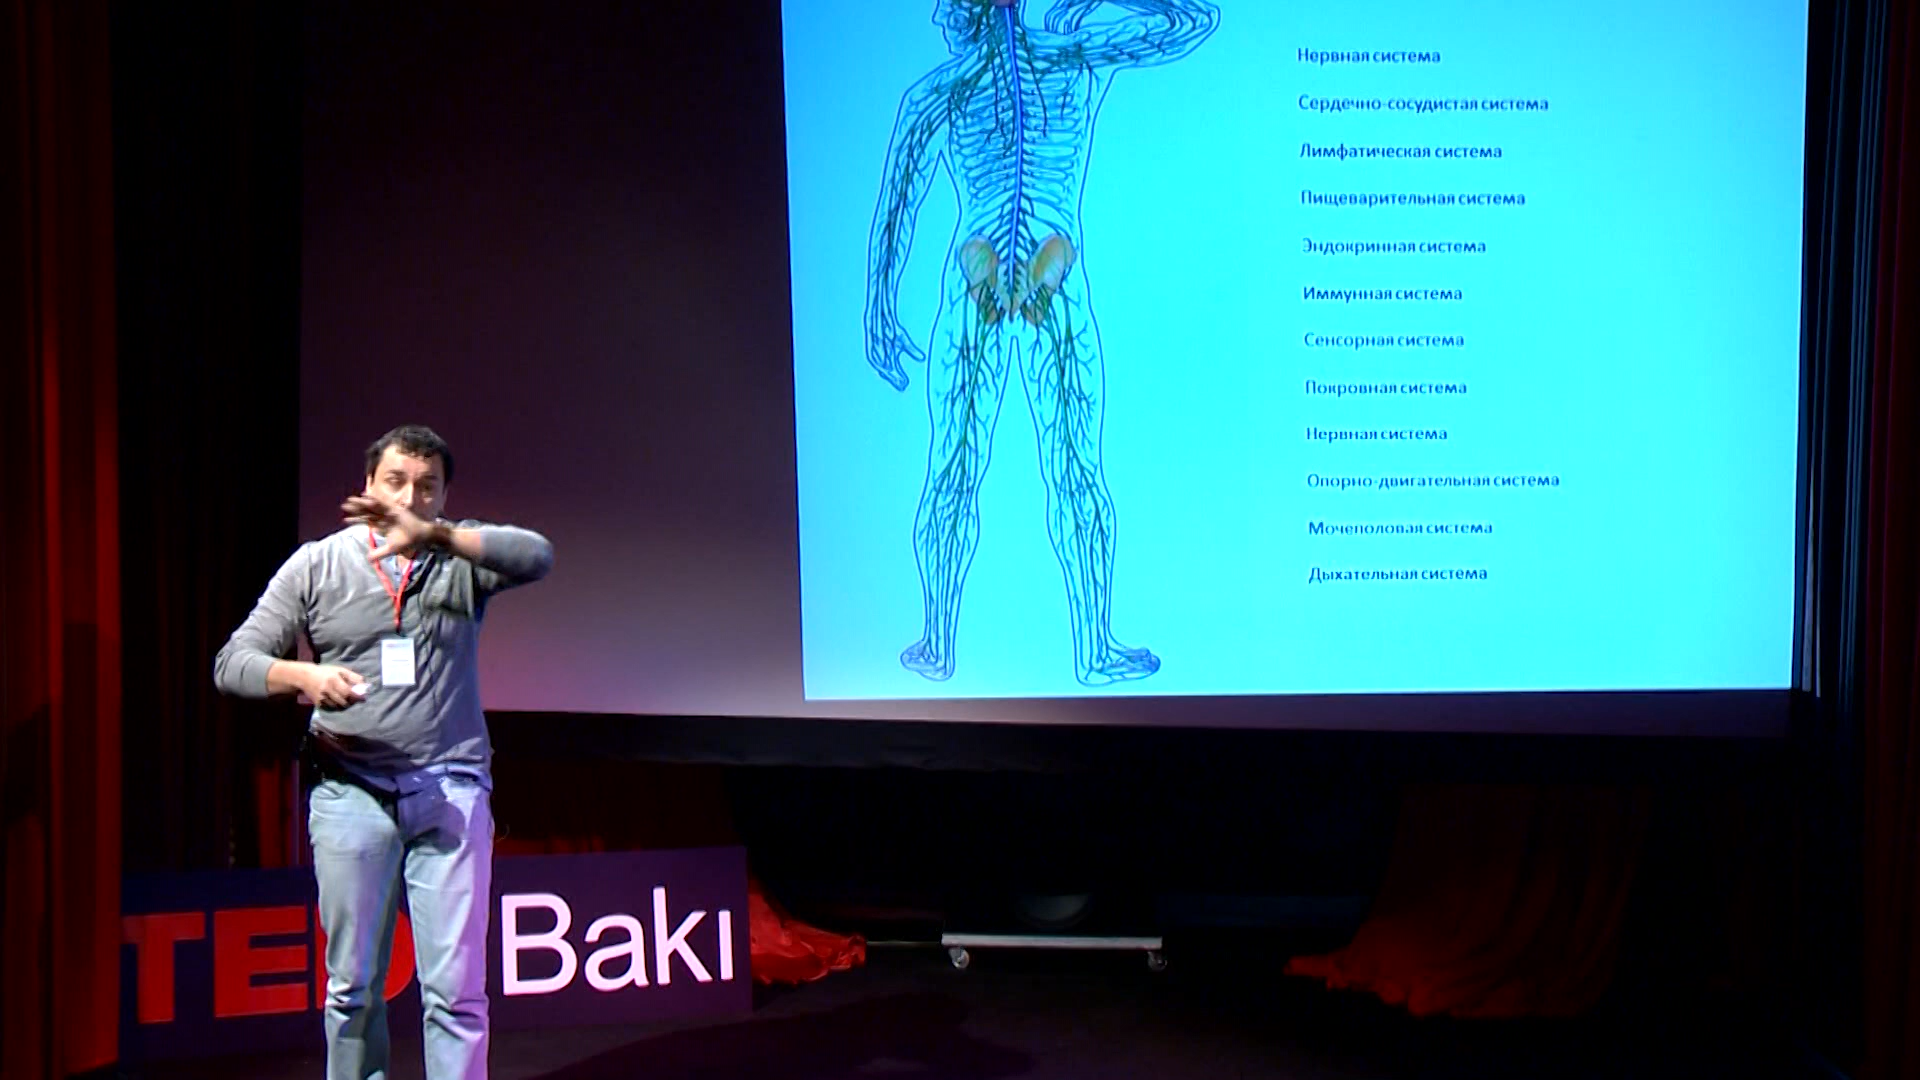 Нервная система
Сердечно-сосудистая система
Лимфатическая система
Пищеварительная система
Эндокринная система
Иммунная система
Сенсорная система
Покровная система
Нервная система
Опорно-двигательная система
Мочеполовая система
Дыхательная система
TED Bakı